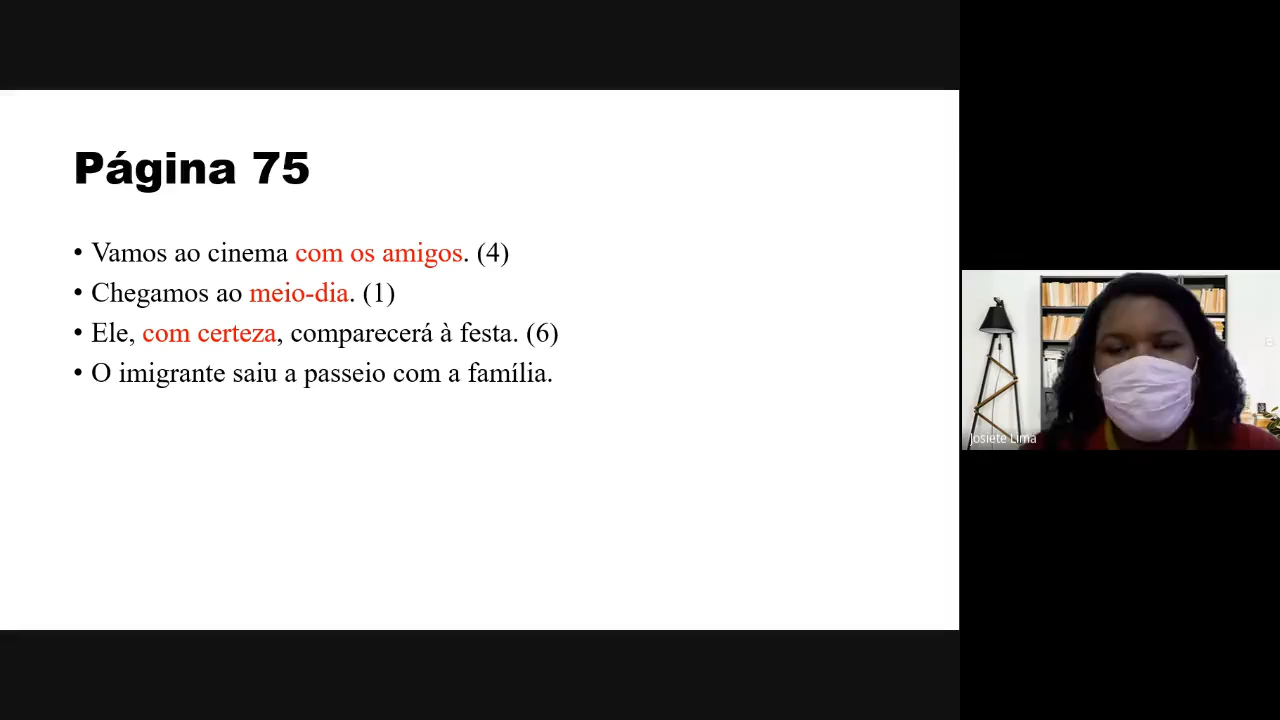 Página 75
• Vamos ao cinema com os amigos. (4)
• Chegamos ao meio-dia. (1)
• Ele, com certeza, comparecerá à festa. (6)
• O imigrante saiu a passeio com a família.
Josiete Lima